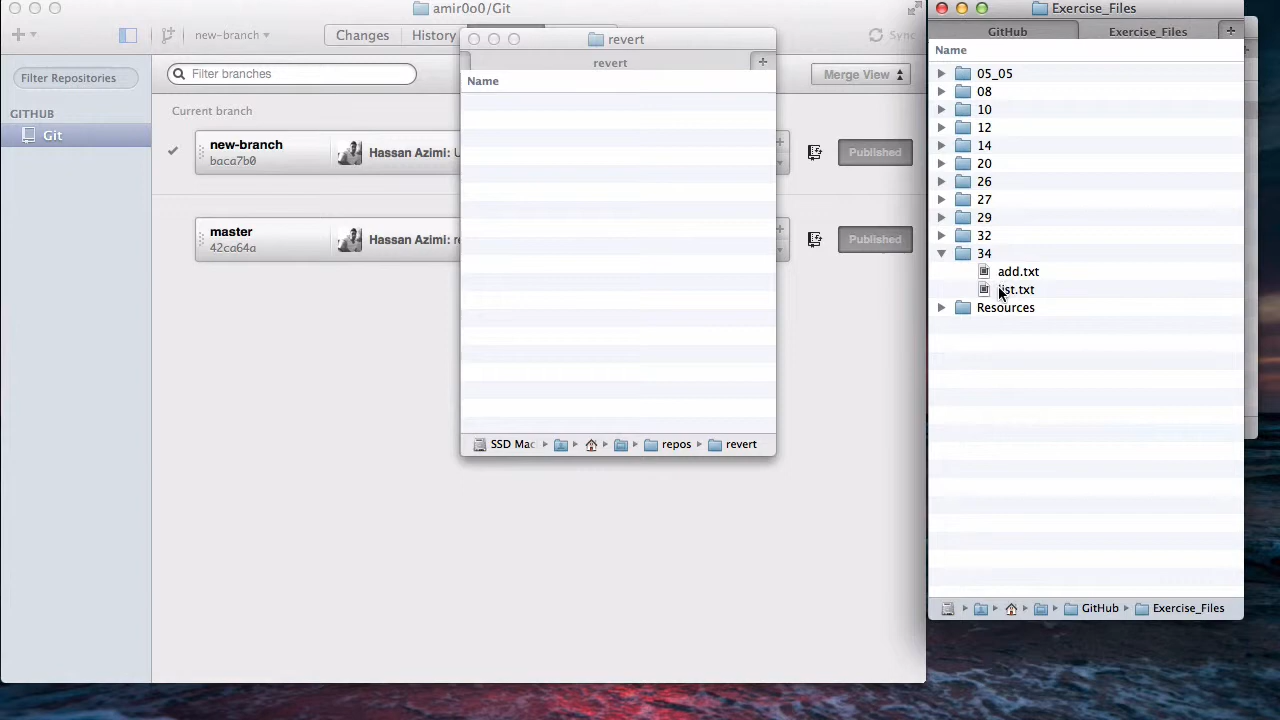 amir0o0/Git
new-branch
Changes
History
Sync
Filter Repositories
Filter branches
Merge View
GITHUB
Git
Current branch
new-branch
baca7b0
Hassan Azimi: U
Published
master
42ca64a
Hassan Azimi: re
Published
revert
revert
Name
SSD Mac
repos
revert
Exercise_Files
GitHub
Exercise_Files
Name
05_05
08
10
12
14
20
26
27
29
32
34
add.txt
list.txt
Resources
GitHub
Exercise_Files